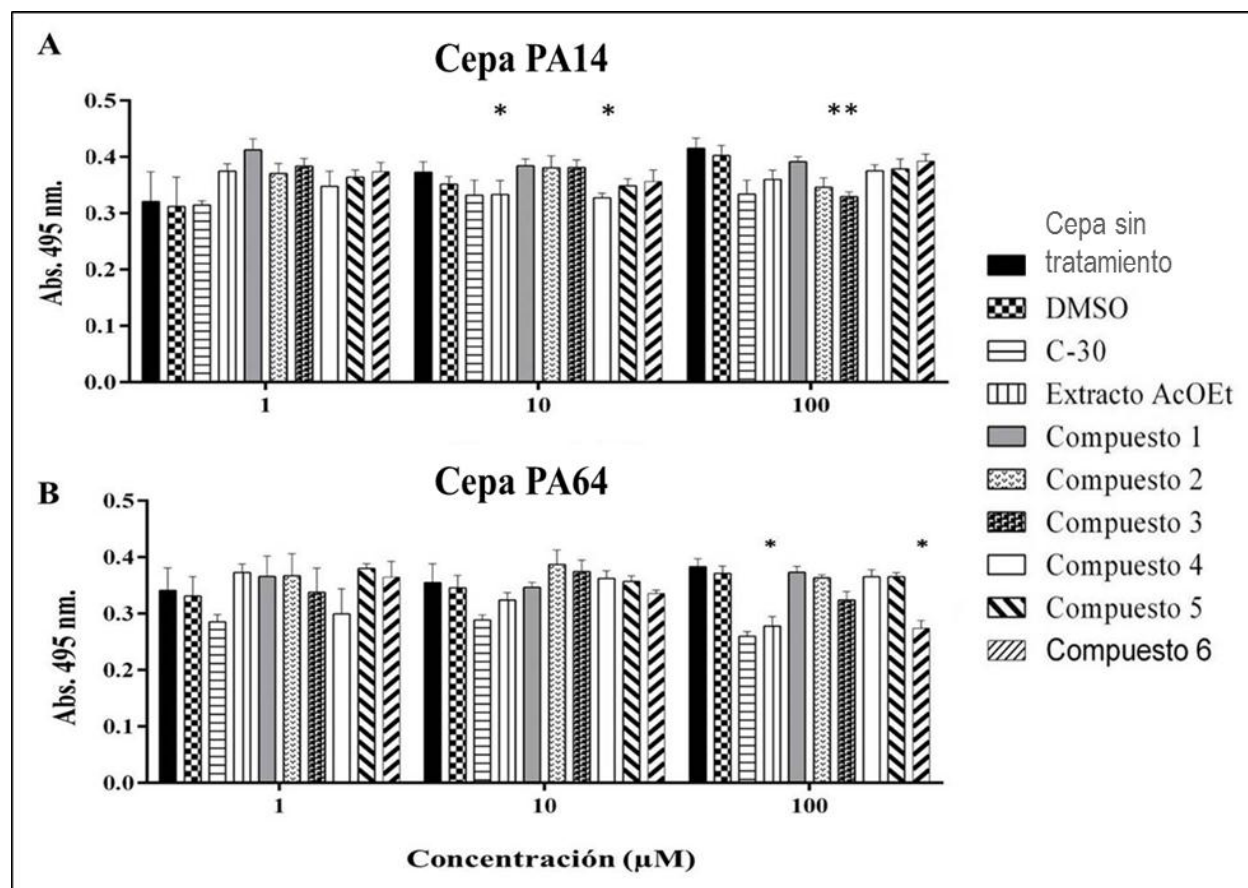 A
Cepa PA14
Abs. 495 nm.
0.5
0.4
0.3
0.2
0.1
0.0
* * **
1 10 100
B
Cepa PA64
Abs. 495 nm.
0.5
0.4
0.3
0.2
0.1
0.0
* *
1 10 100
Concentración (μM)
Cepa sin
tratamiento
DMSO
C-30
Extracto AcOEt
Compuesto 1
Compuesto 2
Compuesto 3
Compuesto 4
Compuesto 5
Compuesto 6